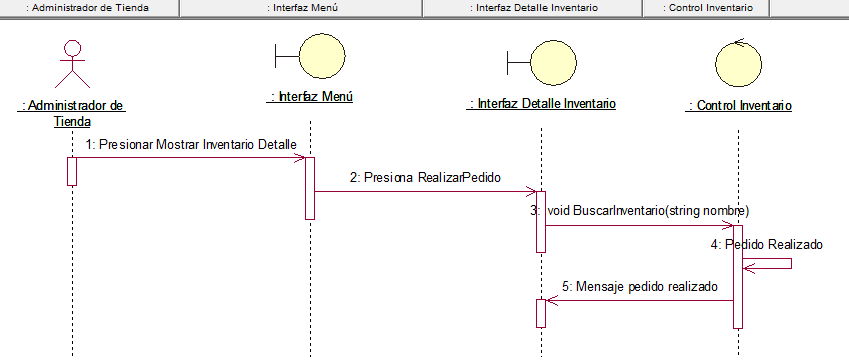 : Administrador de Tienda
: Interfaz Menú
: Interfaz Detalle Inventario
: Control Inventario
: Administrador de
Tienda
: Interfaz Menú
: Interfaz Detalle Inventario
: Control Inventario
1: Presionar Mostrar Inventario Detalle
2: Presiona RealizarPedido
3: void BuscarInventario(string nombre)
4: Pedido Realizado
5: Mensaje pedido realizado